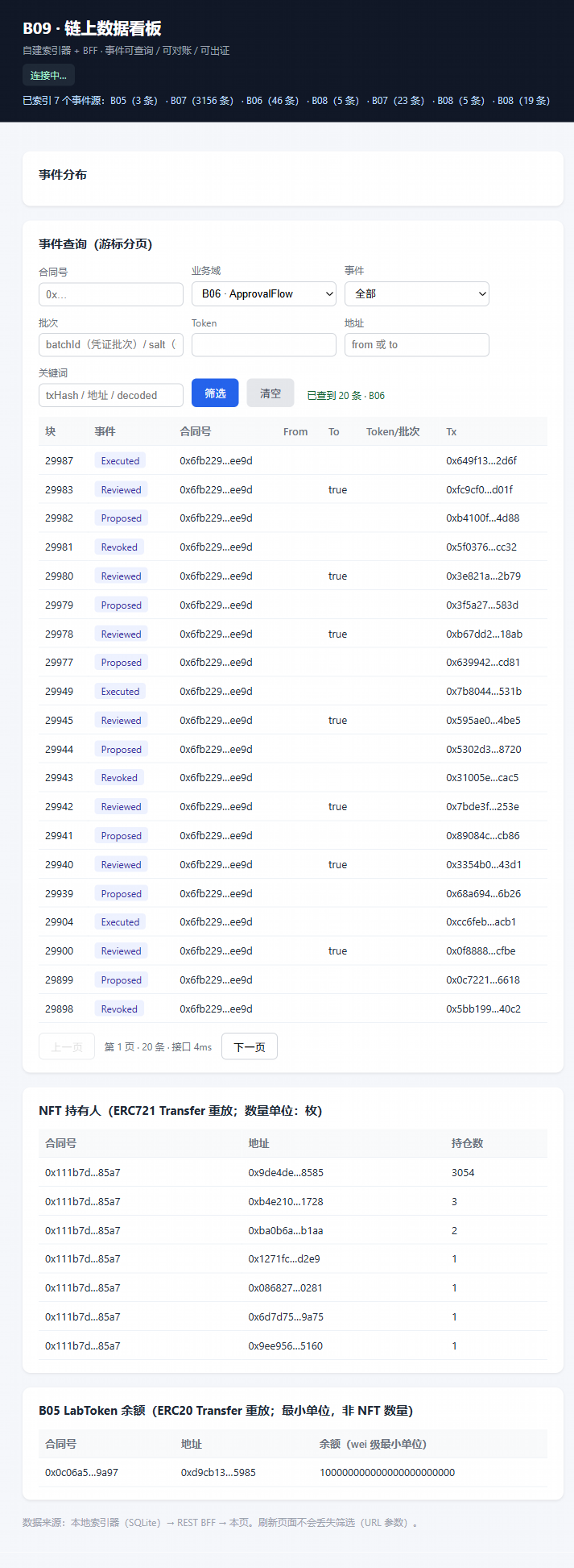 B09 · 链上数据看板
自建索引器 + BFF · 事件可查询 / 可对账 / 可出证
连接中...
已索引 7 个事件源：B05（3 条） · B07（3156 条） · B06（46 条） · B08（5 条） · B07（23 条） · B08（5 条） · B08（19 条）
事件分布
事件查询（游标分页）
合同号 业务域 事件
0x... B06 · ApprovalFlow 全部
批次 Token 地址
batchId（凭证批次）/ salt（ from 或 to
关键词
txHash / 地址 / decoded 筛选 清空 已查到 20 条 · B06
块 事件 合同号 From To Token/批次 Tx
29987 Executed 0x6fb229...ee9d 0x649f13...2d6f
29983 Reviewed 0x6fb229...ee9d true 0xfc9cf0...d01f
29982 Proposed 0x6fb229...ee9d 0xb4100f...4d88
29981 Revoked 0x6fb229...ee9d 0x5f0376...cc32
29980 Reviewed 0x6fb229...ee9d true 0x3e821a...2b79
29979 Proposed 0x6fb229...ee9d 0x3f5a27...583d
29978 Reviewed 0x6fb229...ee9d true 0xb67dd2...18ab
29977 Proposed 0x6fb229...ee9d 0x639942...cd81
29949 Executed 0x6fb229...ee9d 0x7b8044...531b
29945 Reviewed 0x6fb229...ee9d true 0x595ae0...4be5
29944 Proposed 0x6fb229...ee9d 0x5302d3...8720
29943 Revoked 0x6fb229...ee9d 0x31005e...cac5
29942 Reviewed 0x6fb229...ee9d true 0x7bde3f...253e
29941 Proposed 0x6fb229...ee9d 0x89084c...cb86
29940 Reviewed 0x6fb229...ee9d true 0x3354b0...43d1
29939 Proposed 0x6fb229...ee9d 0x68a694...6b26
29904 Executed 0x6fb229...ee9d 0xcc6feb...acb1
29900 Reviewed 0x6fb229...ee9d true 0x0f8888...cfbe
29899 Proposed 0x6fb229...ee9d 0x0c7221...6618
29898 Revoked 0x6fb229...ee9d 0x5bb199...40c2
上一页 第 1 页 · 20 条 · 接口 4ms 下一页
NFT 持有人（ERC721 Transfer 重放；数量单位：枚）
合同号 地址 持仓数
0x111b7d...85a7 0x9de4de...8585 3054
0x111b7d...85a7 0xb4e210...1728 3
0x111b7d...85a7 0xba0b6a...b1aa 2
0x111b7d...85a7 0x1271fc...d2e9 1
0x111b7d...85a7 0x086827...0281 1
0x111b7d...85a7 0x6d7d75...9a75 1
0x111b7d...85a7 0x9ee956...5160 1
B05 LabToken 余额（ERC20 Transfer 重放；最小单位，非 NFT 数量）
合同号 地址 余额（wei 级最小单位）
0x0c06a5...9a97 0xd9cb13...5985 1000000000000000000000000
数据来源：本地索引器（SQLite）→ REST BFF → 本页。刷新页面不会丢失筛选（URL 参数）。